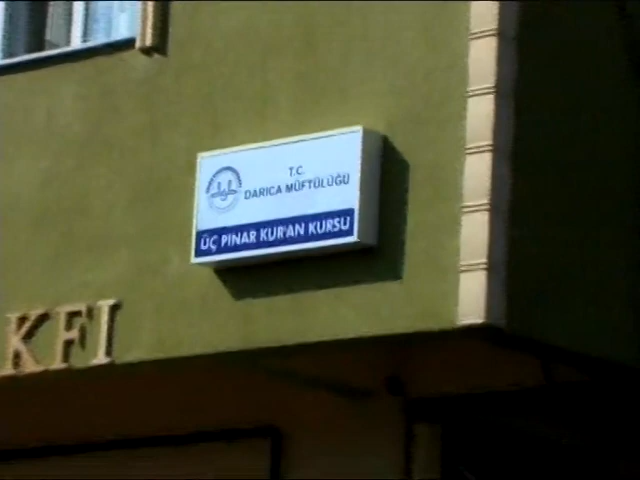 T.C.
DARICA MÜFTÜLÜĞÜ
ÜÇ PINAR KUR'AN KURSU
KFI